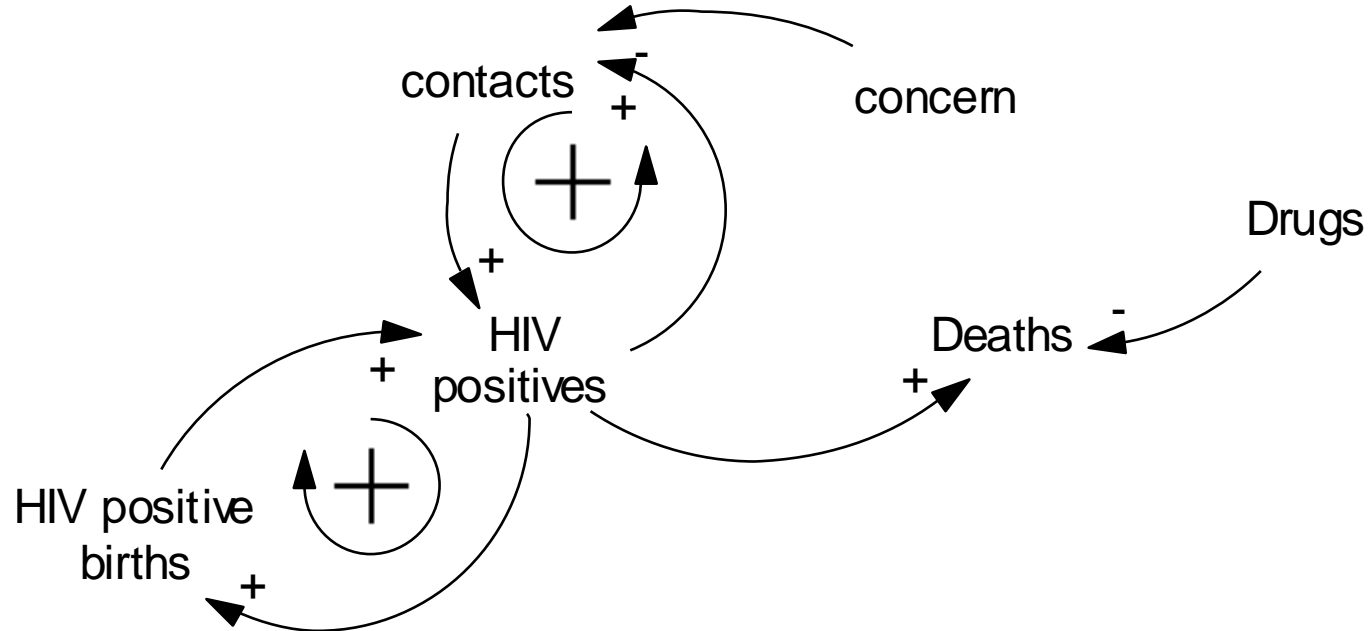 -
contacts
+
concern
+
Drugs
+
HIV
positives
Deaths
-
+
+
+
HIV positive
births
+